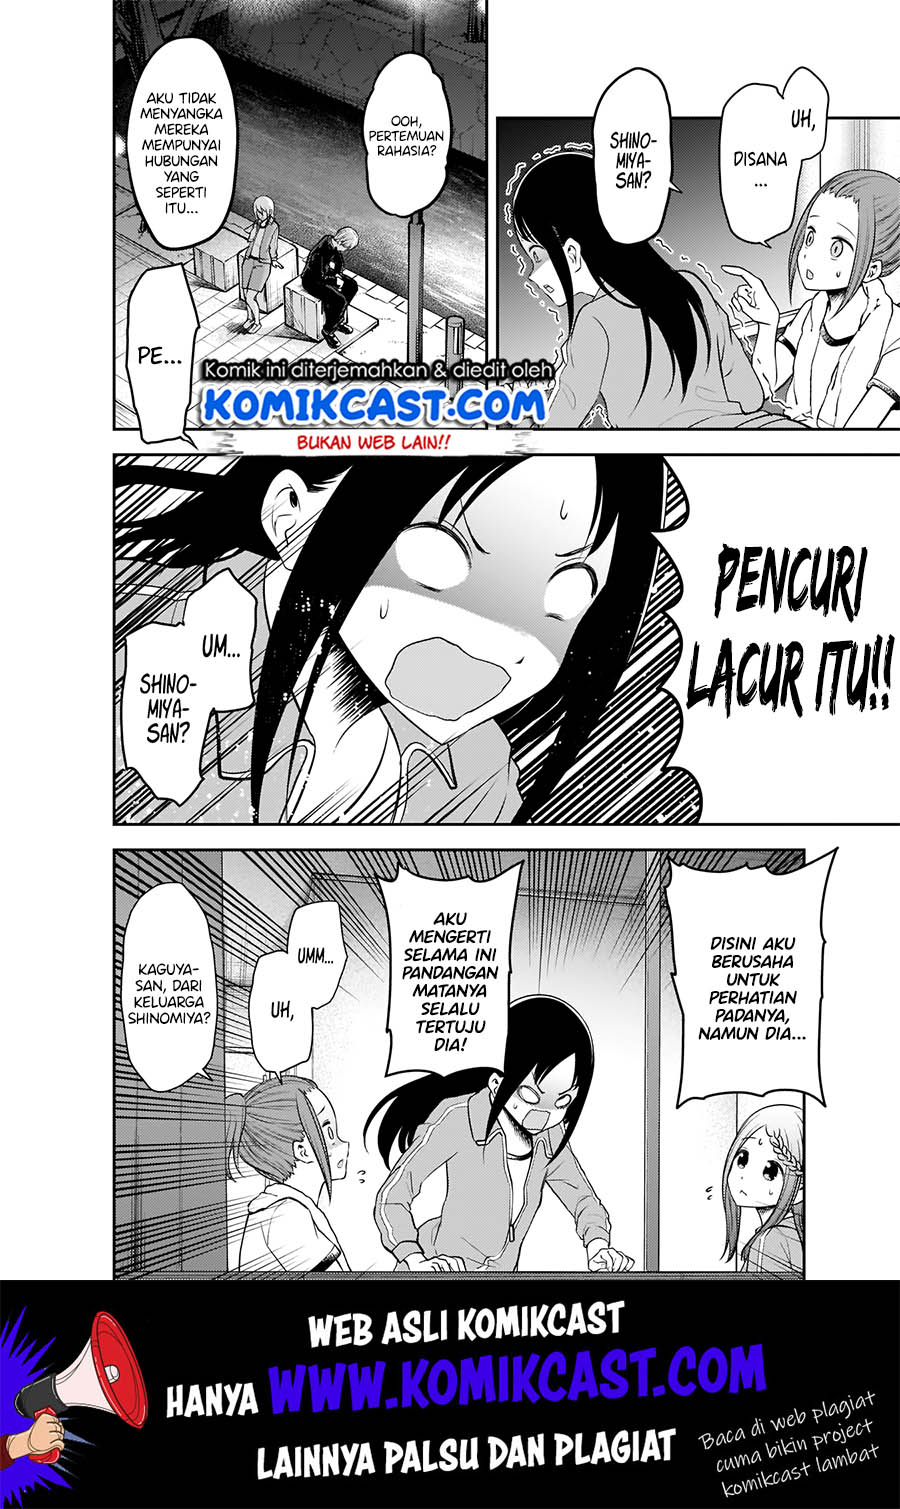 UH,
DISANA
...
SHINO-
MIYA-
SAN?
OOH,
PERTEMUAN
RAHASIA?
AKU TIDAK
MENYANGKA
MEREKA
MEMPUNYAI
HUBUNGAN
YANG
SEPERTI
ITU...
PE...
Komik ini diterjemahkan & diedit oleh
KOMIKCAST.COM
BUKAN WEB LAIN!!
PENCURI
LACUR ITU!!
UM...
SHINO-
MIYA-
SAN?
DISINI AKU
BERUSAHA
UNTUK
PERHATIAN
PADANYA,
NAMUN DIA...
AKU
MENGERTI
SELAMA INI
PANDANGAN
MATANYA
SELALU
TERTUJU
DIA!
UMM...
UH,
KAGUYA-
SAN, DARI
KELUARGA
SHINOMIYA?
WEB ASLI KOMIKCAST
HANYA WWW.KOMIKCAST.COM
LAINNYA PALSU DAN PLAGIAT
Baca di web plagiat
cuma bikin project
komikcast lambat